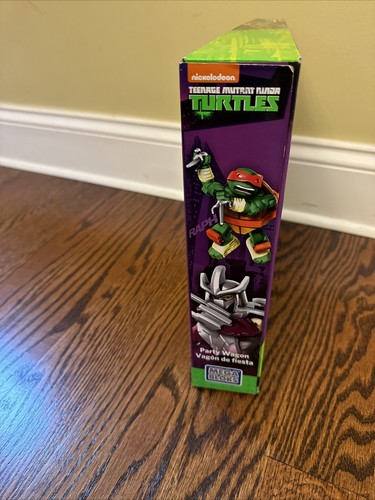 nickelodeon
TEENAGE MUTANT NINJA
TURTLES
RAPH
Party Wagon
Vagón de fiesta
MEGA
BLOKS